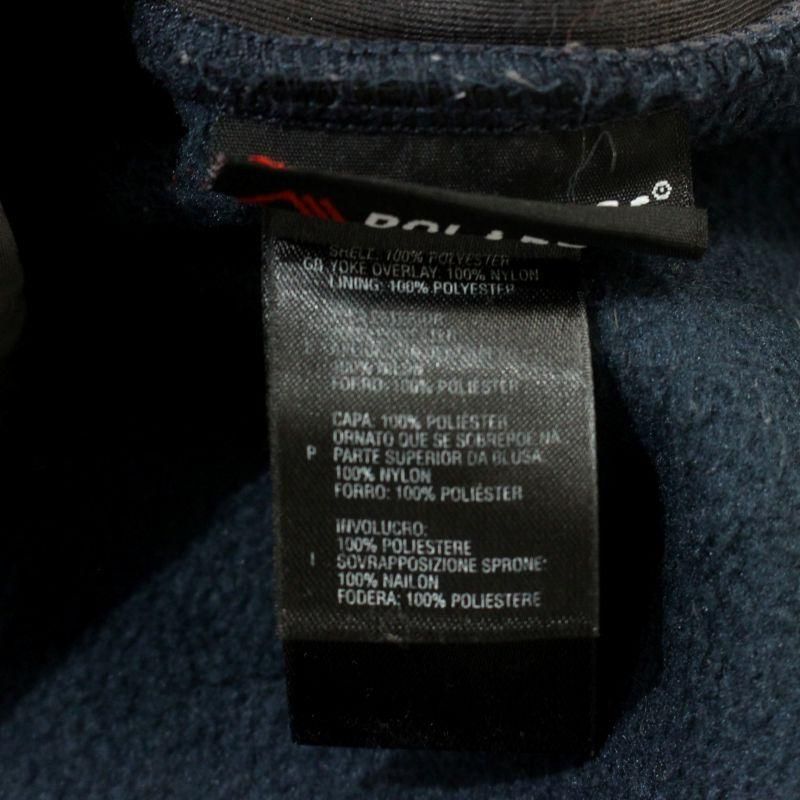 SHELL: 100% POLYESTER
GB YOKE OVERLAY: 100% NYLON
LINING: 100% POLYESTER
FORRO: 100% POLIÉSTER
CAPA: 100% POLIÉSTER
ORNATO QUE SE SOBREPOE NA
P PARTE SUPERIOR DA BLUSA:
100% NYLON
FORRO: 100% POLIÉSTER
INVOLUCRO:
100% POLIESTERE
I SOVRAPPOSIZIONE SPRONE:
100% NAILON
FODERA: 100% POLIESTERE